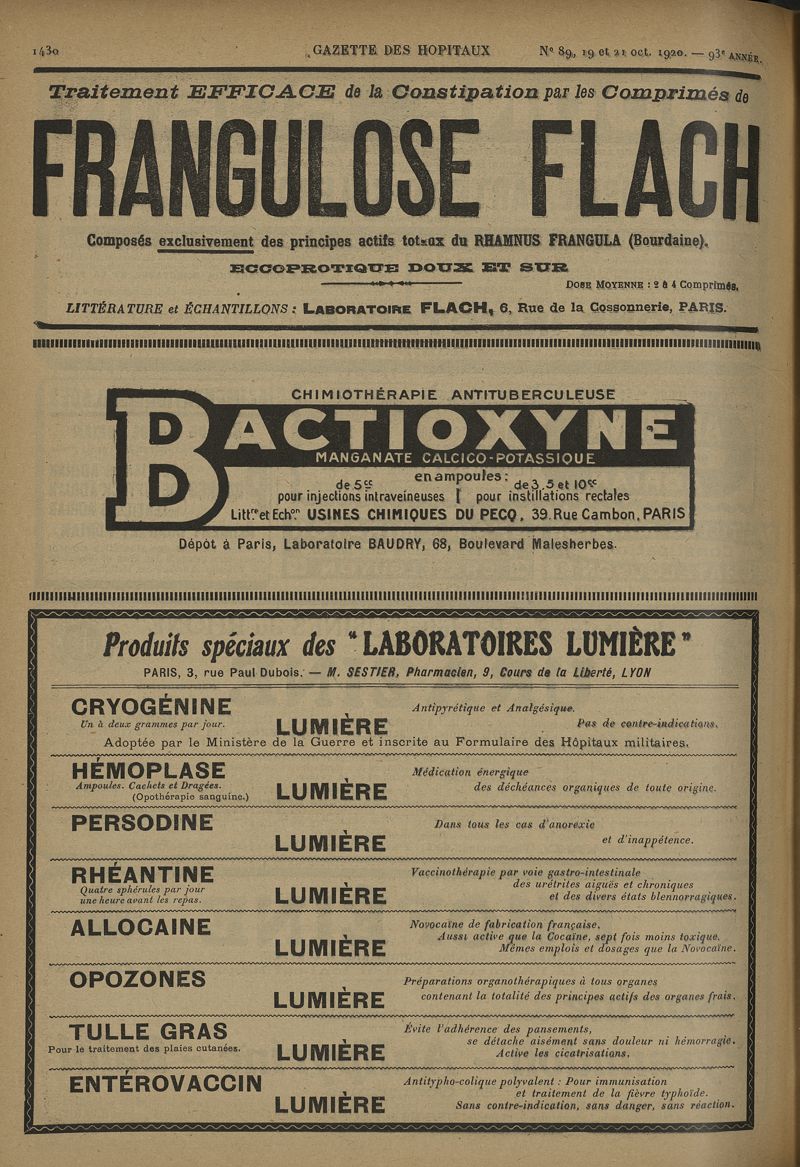 1430
GAZETTE DES HOPITAUX
Nº 89, 19 et 21 oct. 1920. — 93e ANNÉE.
Traitement EFFICACE de la Constipation par les Comprimés de
FRANGULOSE FLACH
Composés exclusivement des principes actifs totaux du RHAMNUS FRANGULA (Bourdaine).
ECCOPROTIQUE DOUX ET SUR
DOSE MOYENNE : 2 à 4 Comprimés.
LITTÉRATURE et ÉCHANTILLONS : LABORATOIRE FLACH, 6, Rue de la Cossonnerie, PARIS.
CHIMIOTHÉRAPIE ANTITUBERCULEUSE
BACTIOXYNE
MANGANATE CALCICO-POTASSIQUE
en ampoules:
de 5cc
de 3,5 et 10cc
pour injections intraveineuses
pour instillations rectales
Littre et Echon USINES CHIMIQUES DU PECQ, 39, Rue Cambon, PARIS
Dépôt à Paris, Laboratoire BAUDRY, 68, Boulevard Malesherbes.
Produits spéciaux des "LABORATOIRES LUMIÈRE"
PARIS, 3, rue Paul Dubois. — M. SESTIER, Pharmacien, 9, Cours de la Liberté, LYON
CRYOGÉNINE
Un à deux grammes par jour.
LUMIÈRE
Antipyrétique et Analgésique.
Pas de contre-indications.
Adoptée par le Ministère de la Guerre et inscrite au Formulaire des Hôpitaux militaires.
HÉMOPLASE
Ampoules. Cachets et Dragées.
(Opothérapie sanguine.)
LUMIÈRE
Médication énergique
des déchéances organiques de toute origine.
PERSODINE
LUMIÈRE
Dans tous les cas d'anorexie
et d'inappétence.
RHÉANTINE
Quatre sphérules par jour
une heure avant les repas.
LUMIÈRE
Vaccinothérapie par voie gastro-intestinale
des urétrites aiguës et chroniques
et des divers états blennorragiques.
ALLOCAINE
LUMIÈRE
Novocaïne de fabrication française.
Aussi active que la Cocaïne, sept fois moins toxique.
Mêmes emplois et dosages que la Novocaïne.
OPOZONES
LUMIÈRE
Préparations organothérapiques à tous organes
contenant la totalité des principes actifs des organes frais.
TULLE GRAS
Pour le traitement des plaies cutanées.
LUMIÈRE
Évite l'adhérence des pansements,
se détache aisément sans douleur ni hémorragie.
Active les cicatrisations.
ENTÉROVACCIN
LUMIÈRE
Antitypho-colique polyvalent : Pour immunisation
et traitement de la fièvre typhoïde.
Sans contre-indication, sans danger, sans réaction.